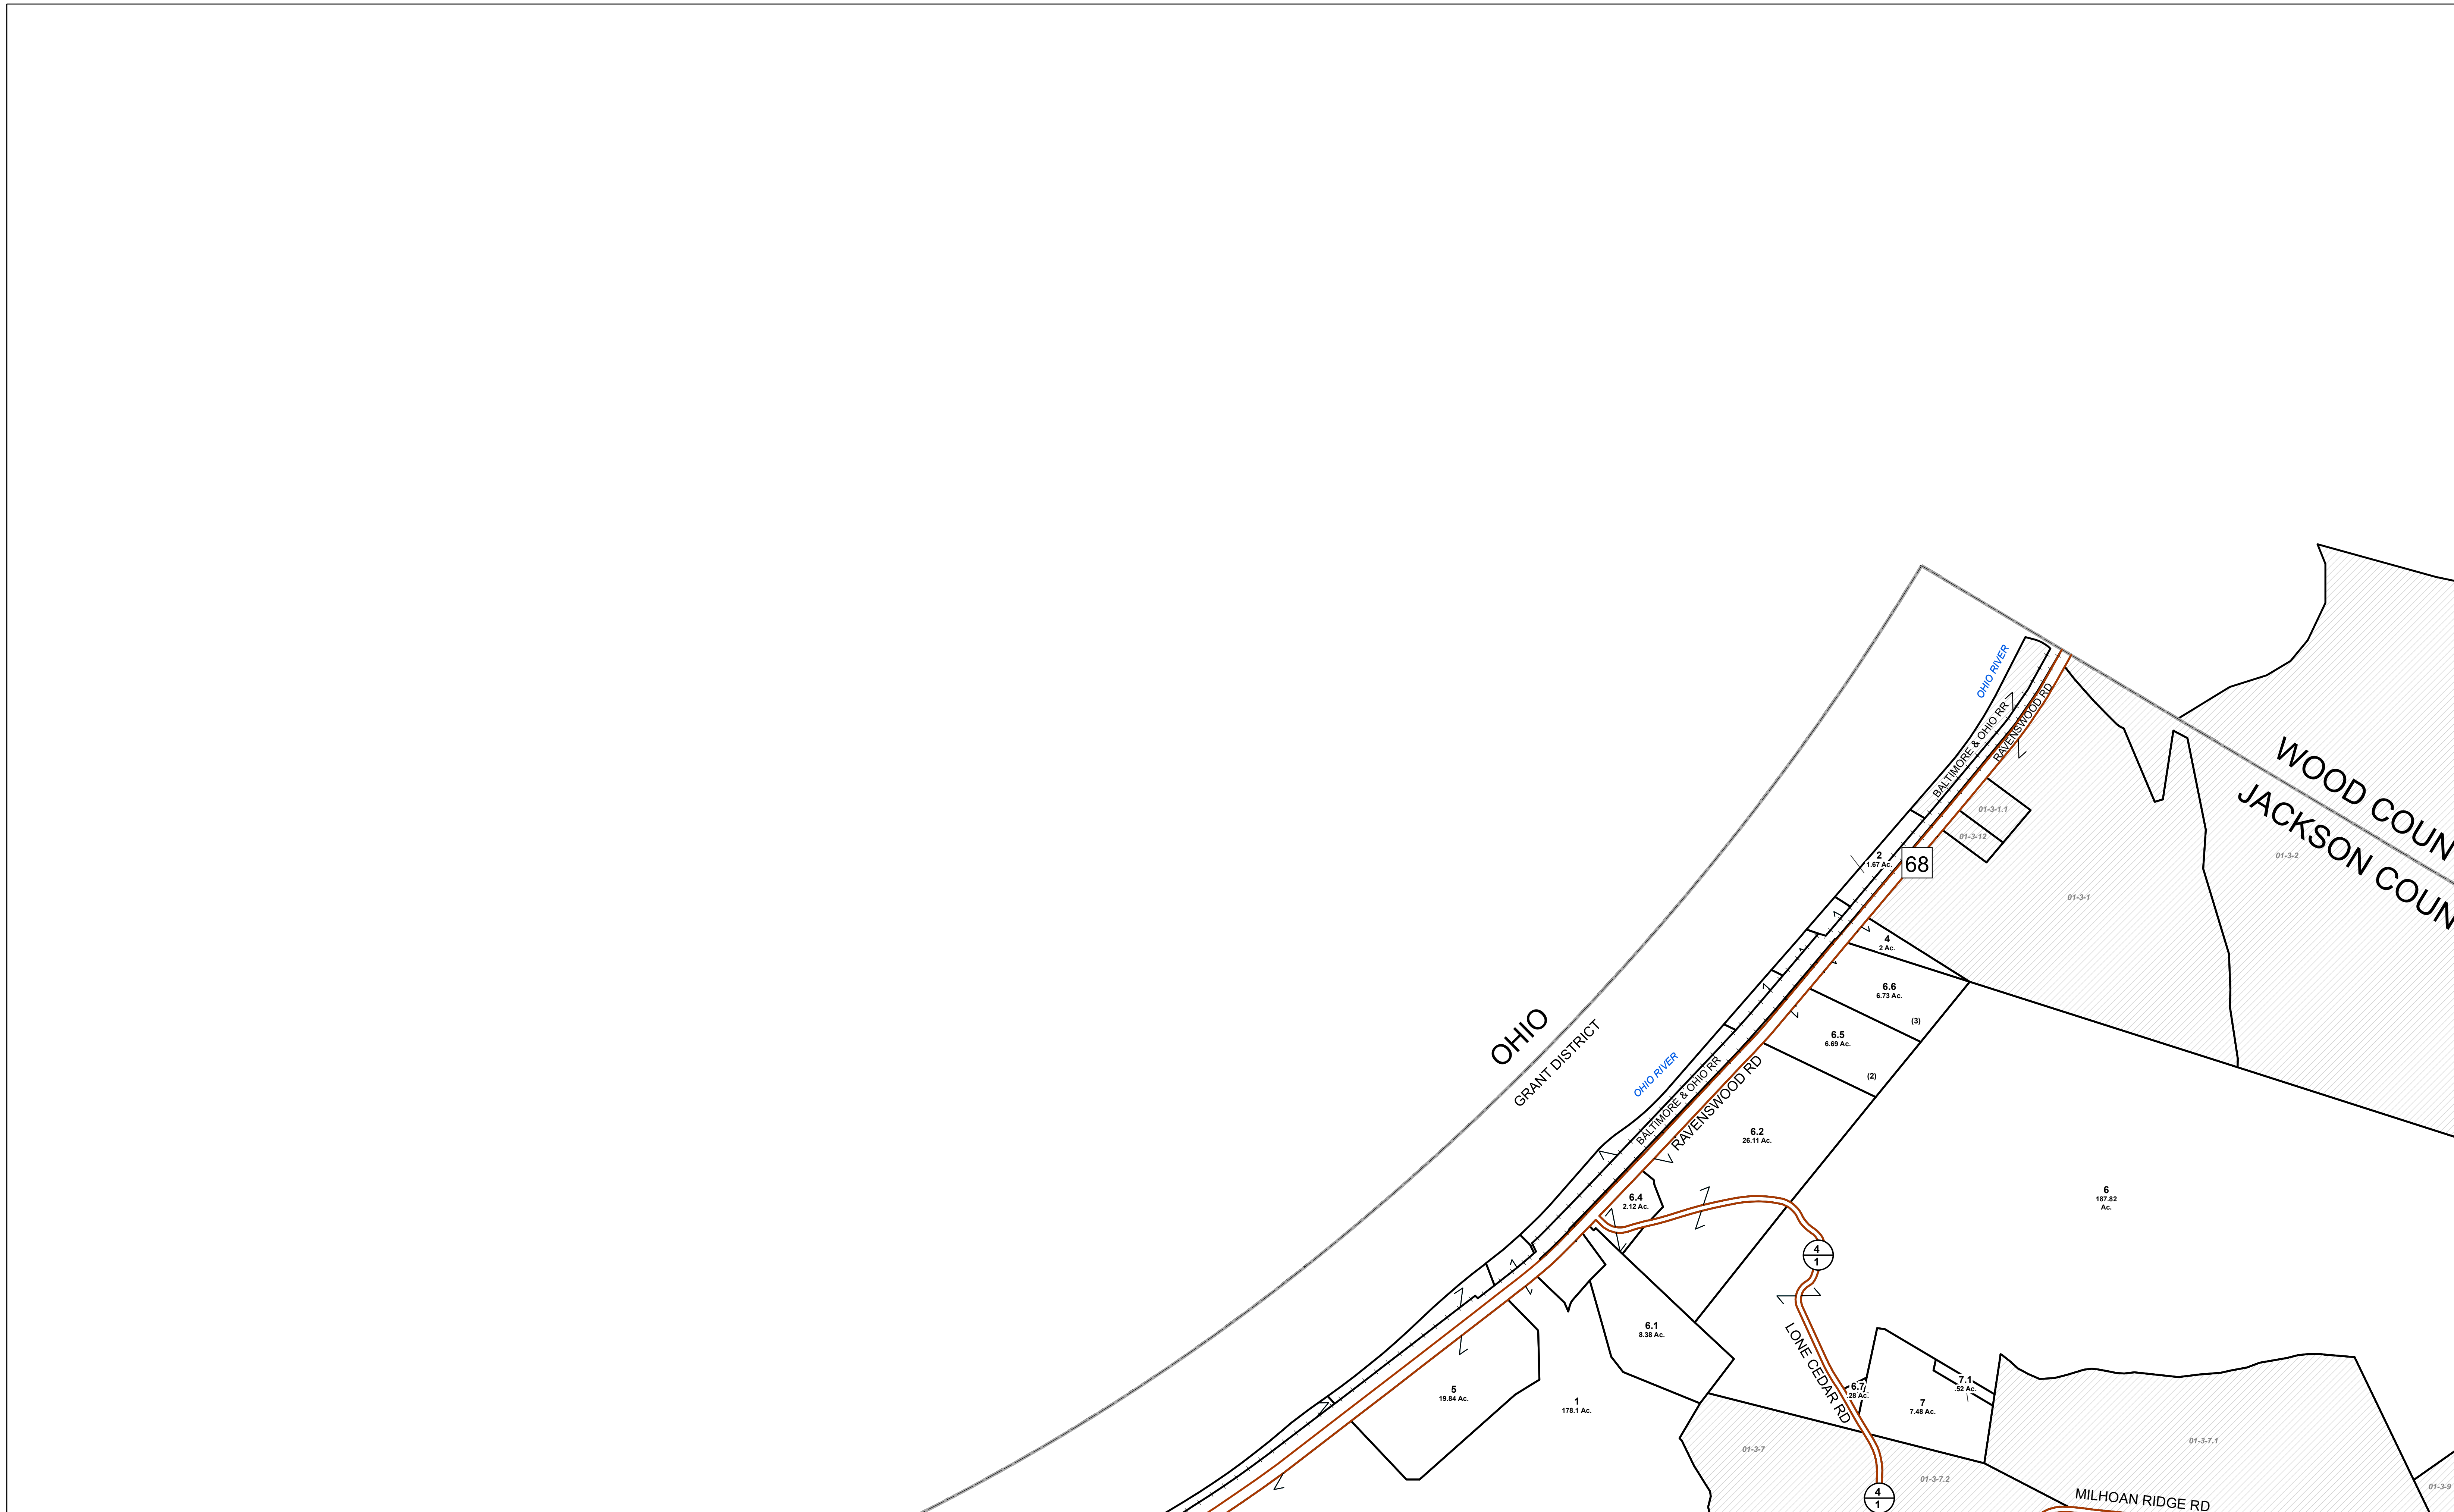 OHIO RIVER
BALTIMORE & OHIO RR
RAVENSWOOD RD
WOOD COUN
JACKSON COUN
01-3-1.1
01-3-12
01-3-2
2
1.67 Ac.
68
01-3-1
4
2 Ac.
6.6
6.73 Ac.
(3)
OHIO
GRANT DISTRICT
6.5
6.69 Ac.
(2)
OHIO RIVER
BALTIMORE & OHIO RR
RAVENSWOOD RD
6.2
26.11 Ac.
6.4
2.12 Ac.
6
187.82
Ac.
4
1
6.1
8.38 Ac.
LONE CEDAR RD
5
19.84 Ac.
1
178.1 Ac.
6.7
.28 Ac.
7.1
.52 Ac.
7
7.48 Ac.
01-3-7
01-3-7.1
01-3-7.2
01-3-9
4
1
MILHOAN RIDGE RD